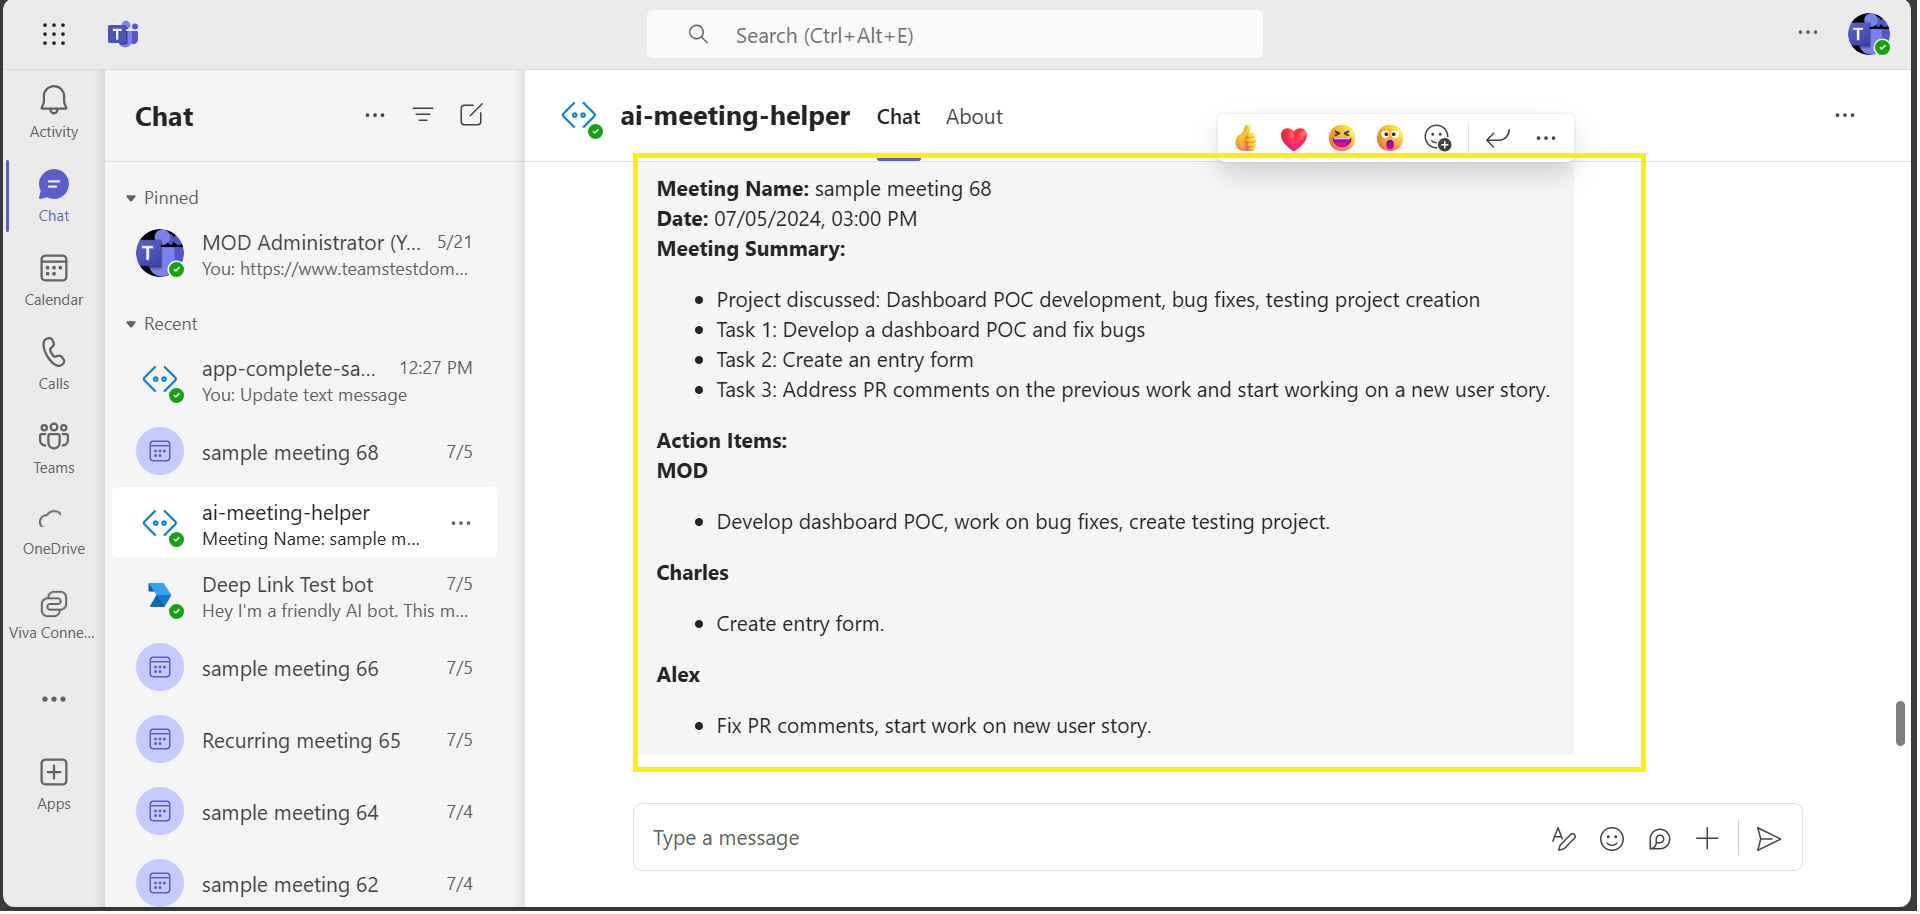 Search (Ctrl+Alt+E)
Activity
Chat
Calendar
Calls
Teams
OneDrive
Viva Conne...
Apps
Chat
Pinned
MOD Administrator (Y... 5/21
You: https://www.teamstestdom...
Recent
app-complete-sa... 12:27 PM
You: Update text message
sample meeting 68 7/5
ai-meeting-helper
Meeting Name: sample m...
Deep Link Test bot 7/5
Hey I'm a friendly AI bot. This m...
sample meeting 66 7/5
Recurring meeting 65 7/5
sample meeting 64 7/4
sample meeting 62 7/4
ai-meeting-helper Chat About
Meeting Name: sample meeting 68
Date: 07/05/2024, 03:00 PM
Meeting Summary:
• Project discussed: Dashboard POC development, bug fixes, testing project creation
• Task 1: Develop a dashboard POC and fix bugs
• Task 2: Create an entry form
• Task 3: Address PR comments on the previous work and start working on a new user story.
Action Items:
MOD
• Develop dashboard POC, work on bug fixes, create testing project.
Charles
• Create entry form.
Alex
• Fix PR comments, start work on new user story.
Type a message